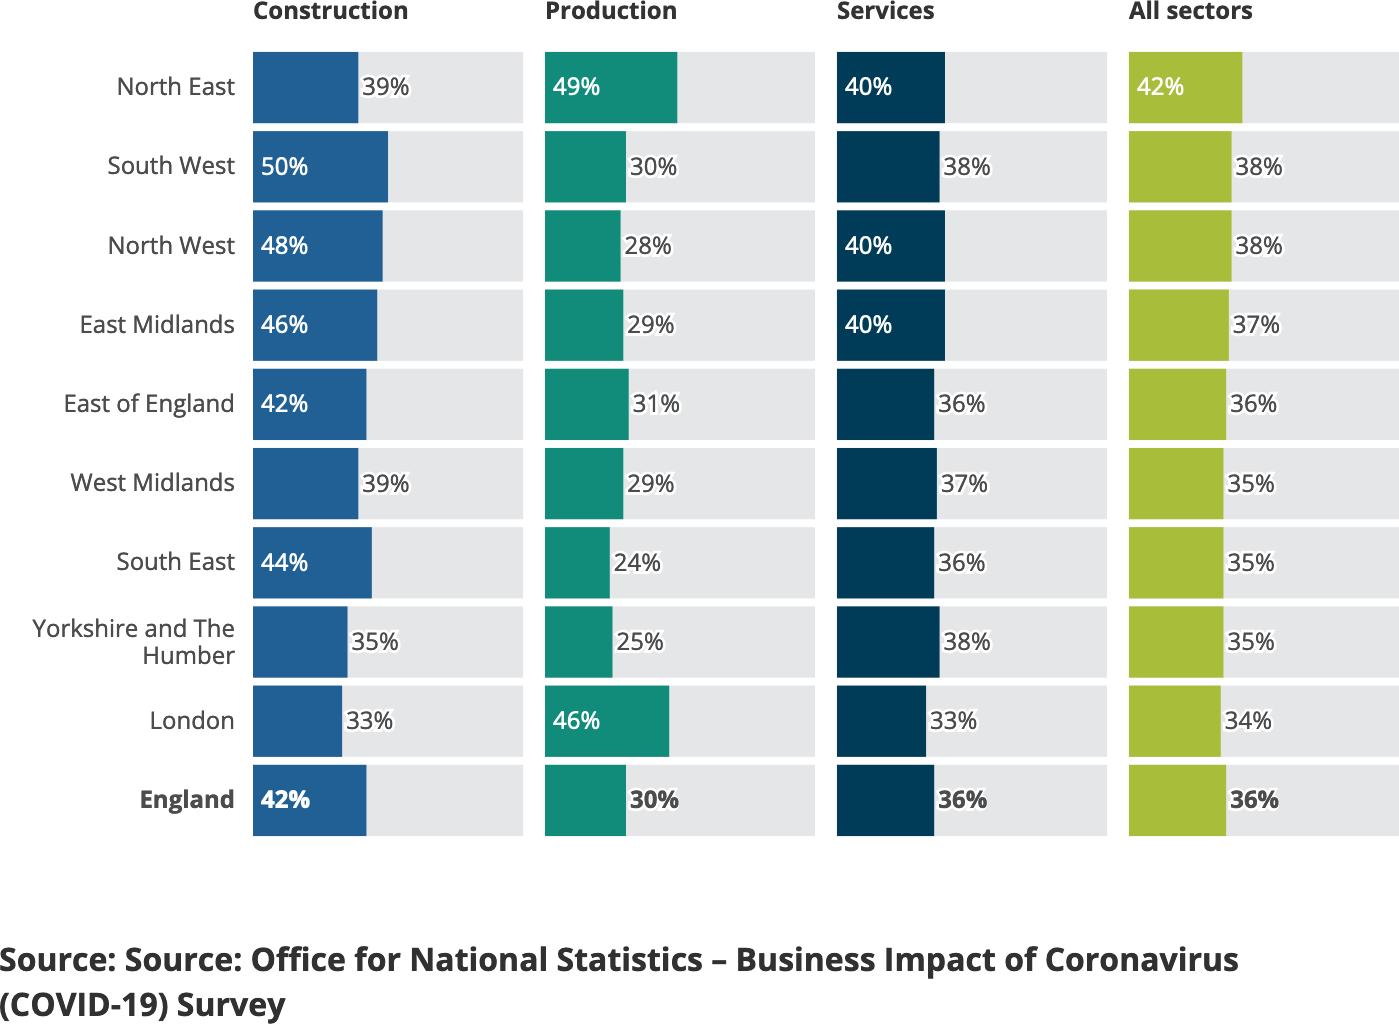 Construction Production Services All sectors
North East 39% 49% 40% 42%
South West 50% 30% 38% 38%
North West 48% 28% 40% 38%
East Midlands 46% 29% 40% 37%
East of England 42% 31% 36% 36%
West Midlands 39% 29% 37% 35%
South East 44% 24% 36% 35%
Yorkshire and The
Humber 35% 25% 38% 35%
London 33% 46% 33% 34%
England 42% 30% 36% 36%
Source: Source: Office for National Statistics – Business Impact of Coronavirus
(COVID-19) Survey